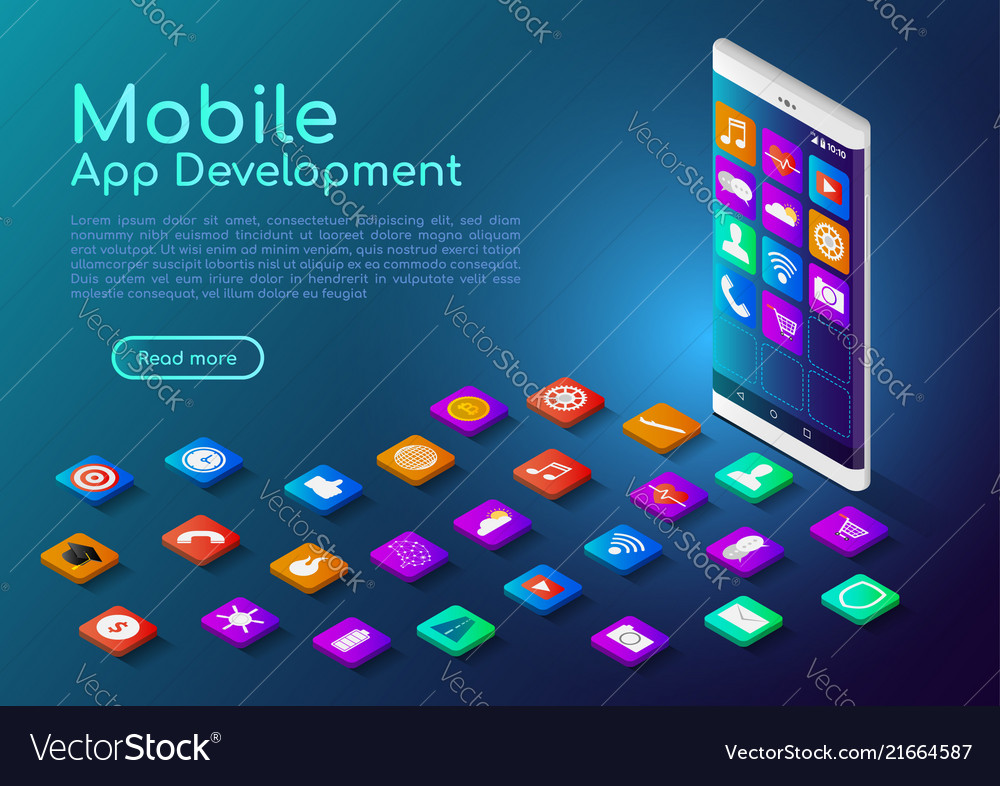 Mobile
App Development
Lorem ipsum dolor sit amet, consectetuer adipiscing elit, sed diam
nonummy nibh euismod tincidunt ut laoreet dolore magna aliquam
erat volutpat. Ut wisi enim ad minim veniam, quis nostrud exerci tation
ullamcorper suscipit lobortis nisl ut aliquip ex ea commodo consequat.
Duis autem vel eum iriure dolor in hendrerit in vulputate velit esse
molestie consequat, vel illum dolore eu feugiat
Read more
10:10
VectorStock®
VectorStock.com/21664587